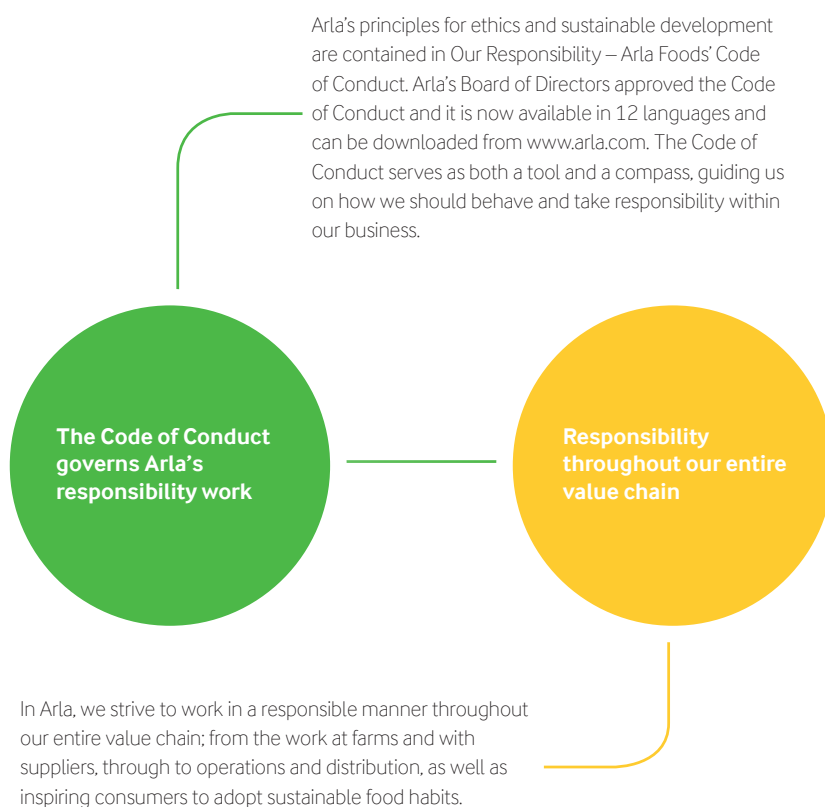 Arla’s principles for ethics and sustainable development
are contained in Our Responsibility – Arla Foods’ Code
of Conduct. Arla’s Board of Directors approved the Code
of Conduct and it is now available in 12 languages and
can be downloaded from www.arla.com. The Code of
Conduct serves as both a tool and a compass, guiding us
on how we should behave and take responsibility within
our business.
The Code of Conduct
governs Arla’s
responsibility work
Responsibility
throughout our entire
value chain
In Arla, we strive to work in a responsible manner throughout
our entire value chain; from the work at farms and with
suppliers, through to operations and distribution, as well as
inspiring consumers to adopt sustainable food habits.